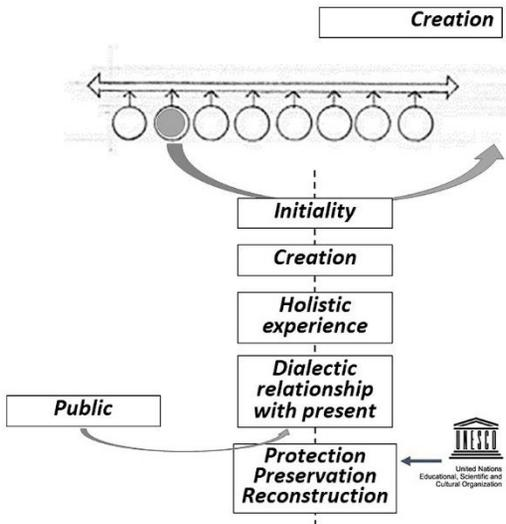 Creation
Initiality
Creation
Holistic
experience
Dialectic
relationship
with present
Public
Protection
Preservation
Reconstruction
UNESCO
United Nations
Educational, Scientific and
Cultural Organization